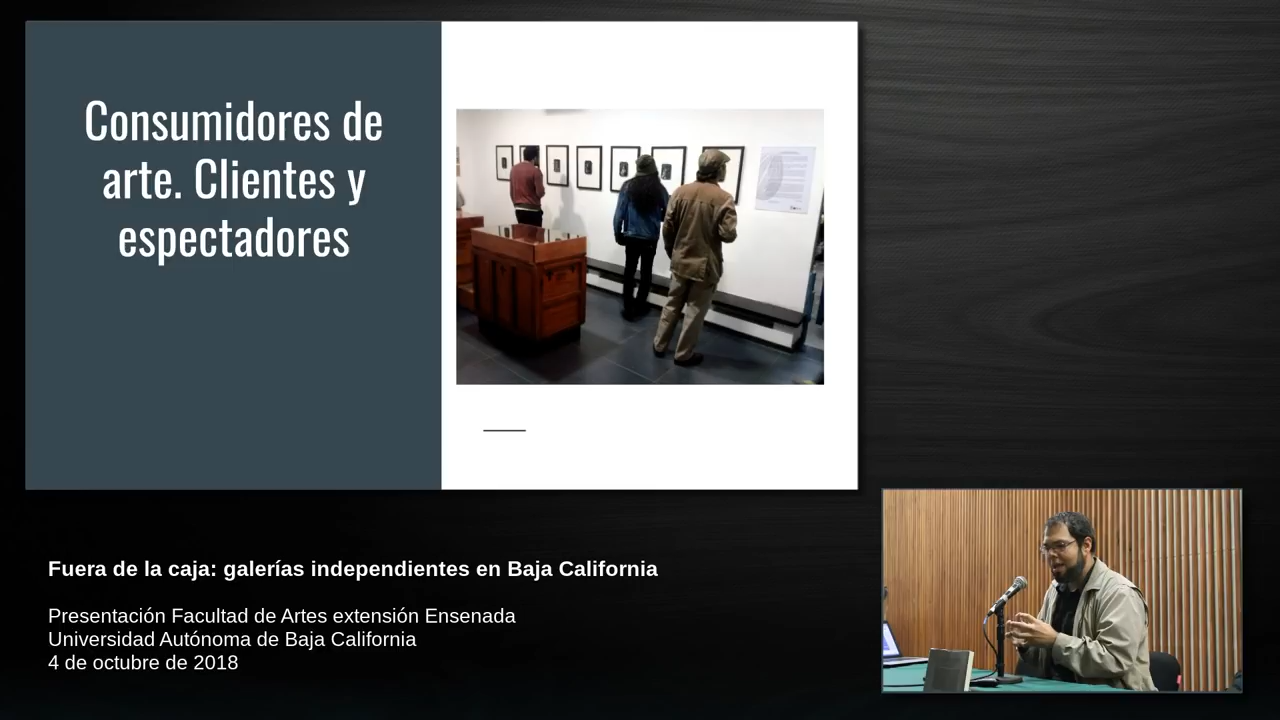 Consumidores de
arte. Clientes y
espectadores
Fuera de la caja: galerías independientes en Baja California
Presentación Facultad de Artes extensión Ensenada
Universidad Autónoma de Baja California
4 de octubre de 2018